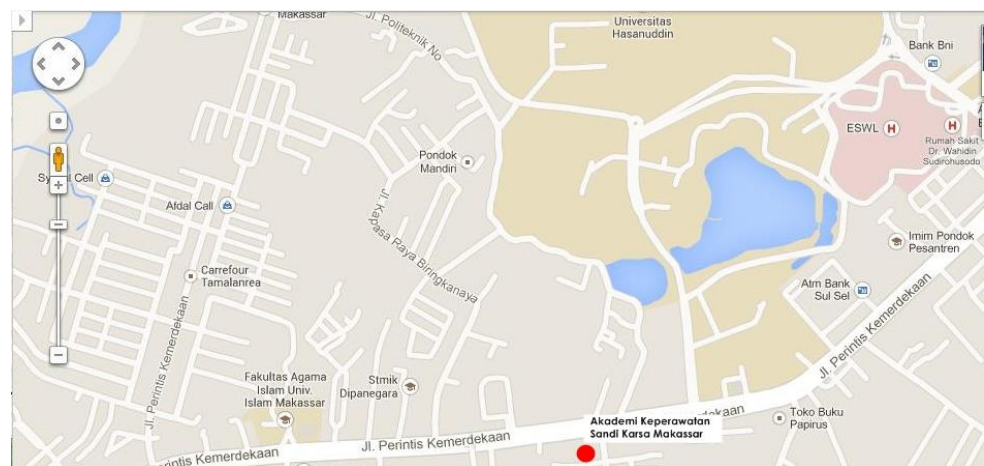 Makassar
Jl. Politeknik No
Universitas
Hasanuddin
Bank Bni
ESWL
Rumah Sakit
Dr. Wahidin
Sudirohusodo
Pondok
Mandiri
Cell
Afdal Call
Jl. Kapasa Raya Biringkanaya
Imim Pondok
Pesantren
Carrefour
Tamalanrea
Atm Bank
Sul Sel
Jl. Perintis Kemerdekaan
Jl. Perintis Kemerdekaan
Fakultas Agama
Islam Univ.
Islam Makassar
Stmik
Dipanegara
Toko Buku
Papirus
Akademi Keperawatan
Sandi Karsa Makassar
Jl. Perintis Kemerdekaan